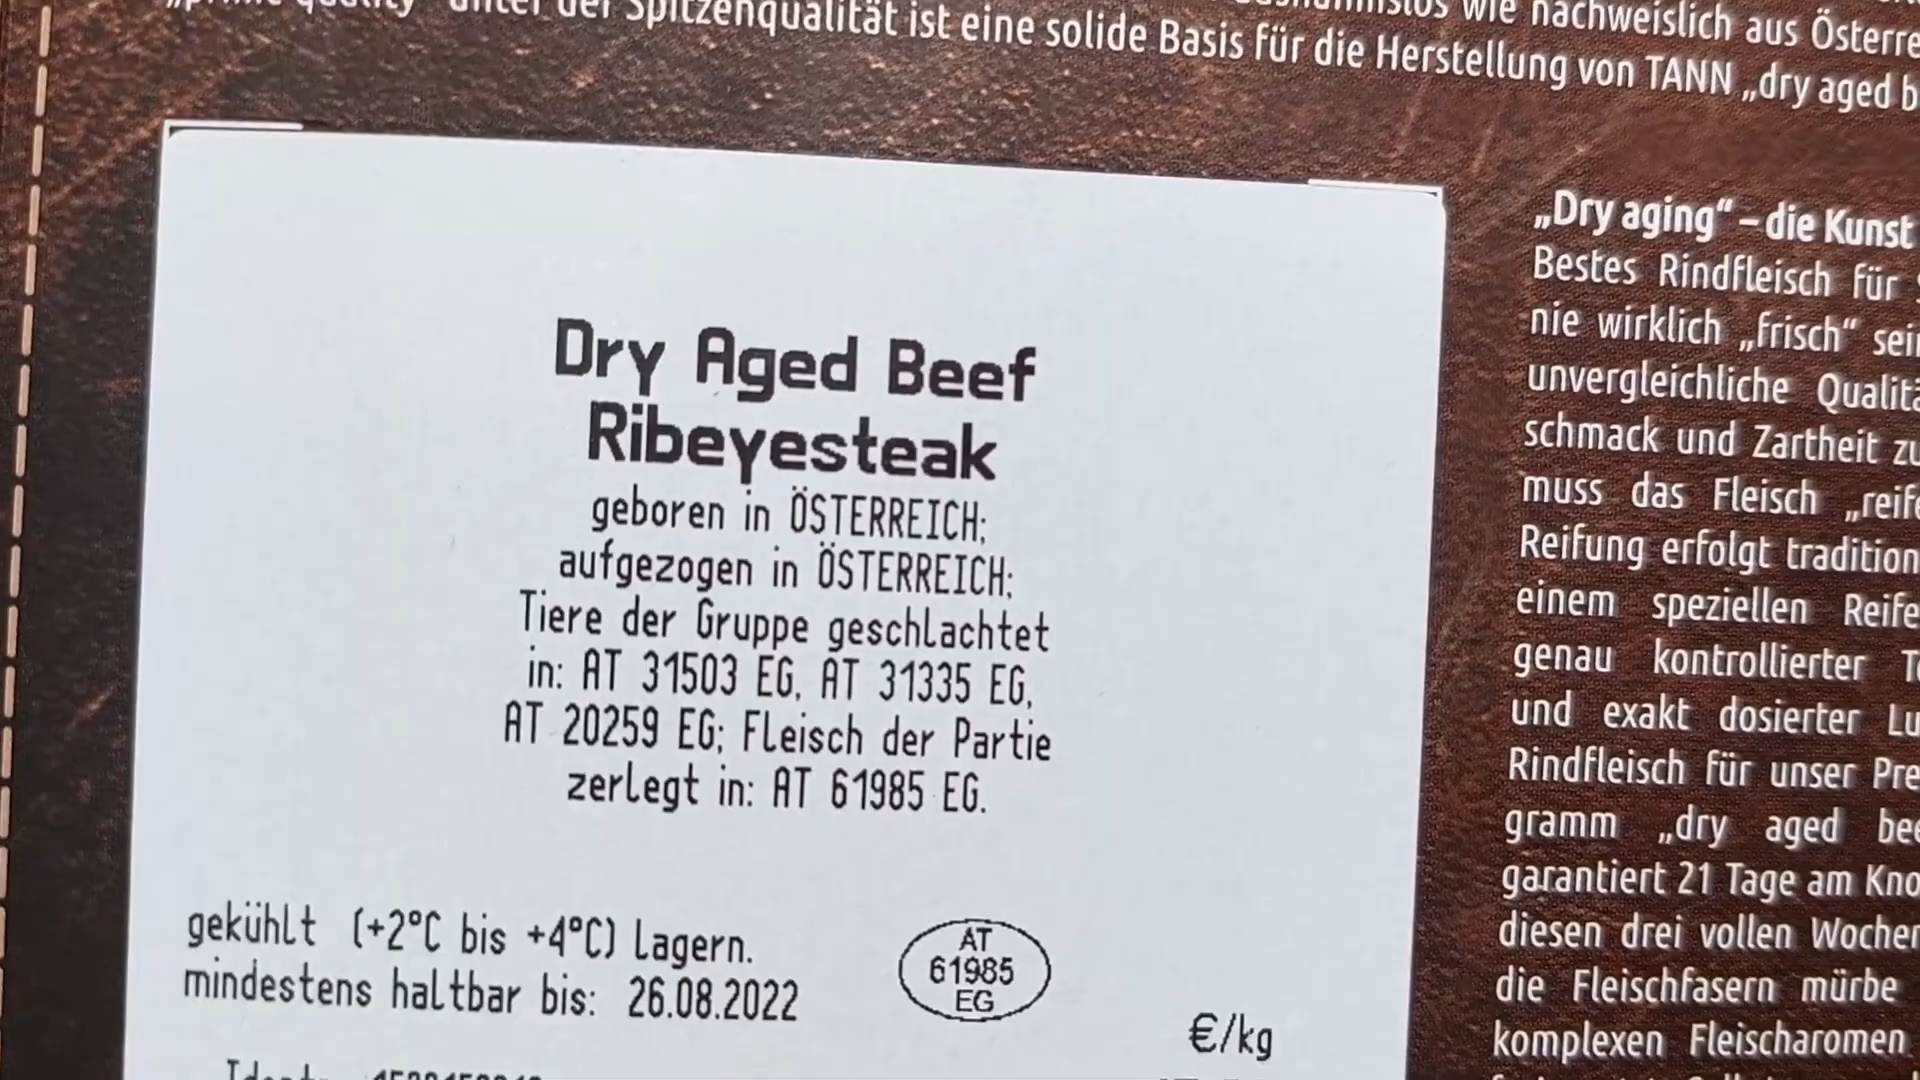 „prime quality“ unter der Spitzenqualität ist eine solide Basis für die Herstellung von TANN „dry aged
wie nachweislich aus
Dry Aged Beef
Ribeyesteak
geboren in ÖSTERREICH;
aufgezogen in ÖSTERREICH;
Tiere der Gruppe geschlachtet
in: AT 31503 EG, AT 31335 EG,
AT 20259 EG; Fleisch der Partie
zerlegt in: AT 61985 EG.
gekühlt (+2°C bis +4°C) lagern.
mindestens haltbar bis: 26.08.2022
AT
61985
EG
€/kg
„Dry aging“ – die Kunst
Bestes Rindfleisch für
nie wirklich „frisch“
unvergleichliche
schmack und Zartheit
muss das Fleisch
Reifung erfolgt
einem speziellen
genau kontrollierter
und exakt dosierter
Rindfleisch für unser
gramm „dry aged
garantiert 21 Tage am
diesen drei vollen
die Fleischfasern mürbe
komplexen Fleischaromen